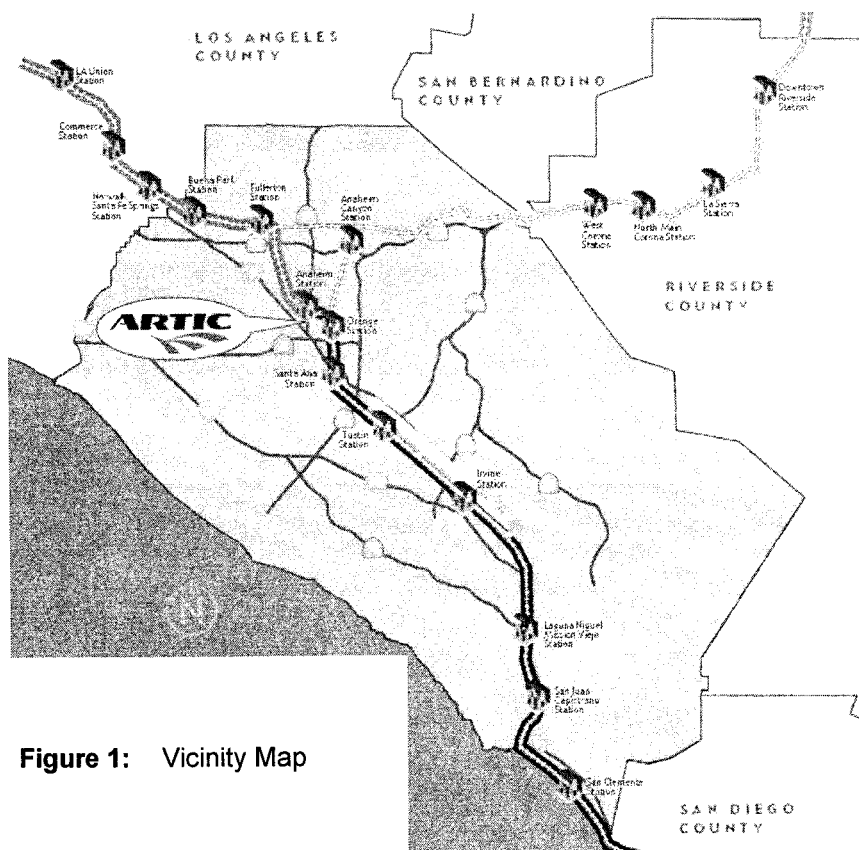 LOS ANGELES
COUNTY
SAN BERNARDINO
COUNTY
LA Union
Station
Downtown
Riverside
Station
Commerce
Station
Norwalk
Santa Fe Springs
Station
Buena Park
Station
Fullerton
Station
Anaheim
Canyon
Station
La Sierra
Station
West
Corona
Station
North Main
Corona Station
RIVERSIDE
COUNTY
Anaheim
Station
ARTIC
Orange
Station
Santa Ana
Station
Tustin
Station
Irvine
Station
N
Laguna Niguel
Mission Viejo
Station
San Juan
Capistrano
Station
Figure 1: Vicinity Map
San Clemente
Station
SAN DIEGO
COUNTY